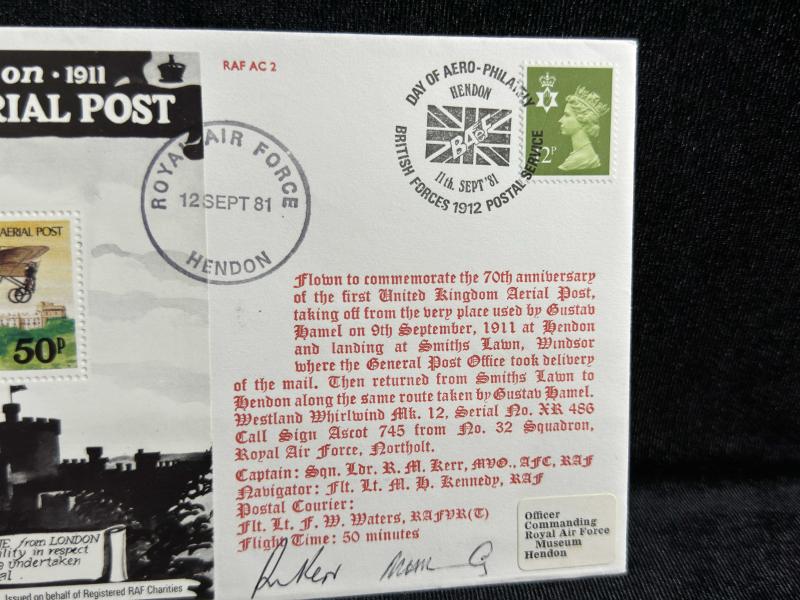 on · 1911
RIAL POST
RAF AC 2
DAY OF AERO-PHILATELY
HENDON
BAeF
11th. SEPT '81
BRITISH FORCES 1912 POSTAL SERVICE
2P
ROYAL AIR FORCE
12 SEPT 81
HENDON
AERIAL POST
50P
Flown to commemorate the 70th anniversary
of the first United Kingdom Aerial Post,
taking off from the very place used by Gustav
Hamel on 9th September, 1911 at Hendon
and landing at Smiths Lawn, Windsor
where the General Post Office took delivery
of the mail. Then returned from Smiths Lawn to
Hendon along the same route taken by Gustav Hamel.
Westland Whirlwind Mk. 12, Serial No. XR 486
Call Sign Ascot 745 from No. 32 Squadron,
Royal Air Force, Northolt.
Captain: Sqn. Ldr. R. M. Kerr, MVO., AFC, RAF
Navigator: Flt. Lt. M. H. Kennedy, RAF
Postal Courier:
Flt. Lt. F. W. Waters, RAFVR(T)
Flight Time: 50 minutes
Officer
Commanding
Royal Air Force
Museum
Hendon
E, from LONDON
ility in respect
g undertaken
al.
Issued on behalf of Registered RAF Charities